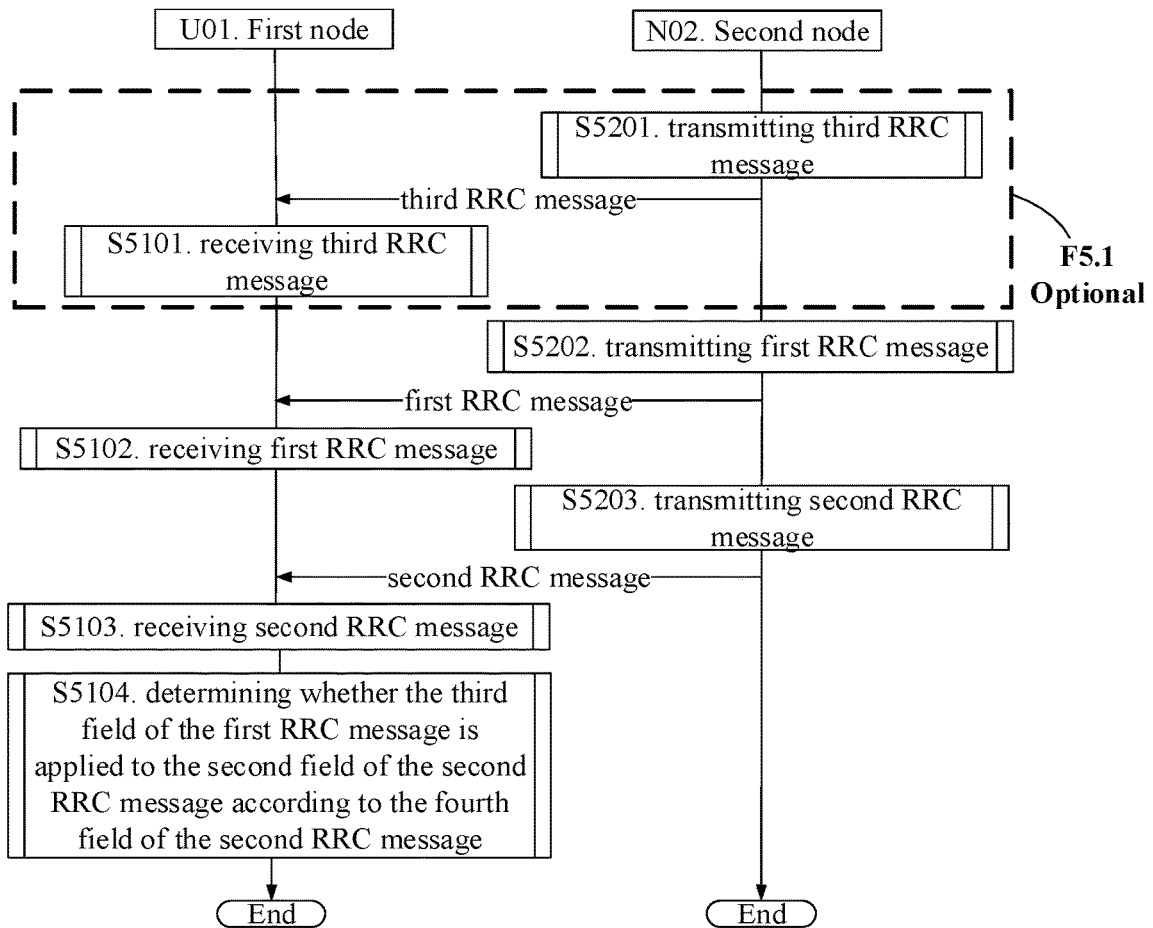 U01. First node
N02. Second node
S5201. transmitting third RRC
message
third RRC message
S5101. receiving third RRC
message
F5.1
Optional
S5202. transmitting first RRC message
first RRC message
S5102. receiving first RRC message
S5203. transmitting second RRC
message
second RRC message
S5103. receiving second RRC message
S5104. determining whether the third
field of the first RRC message is
applied to the second field of the second
RRC message according to the fourth
field of the second RRC message
End
End